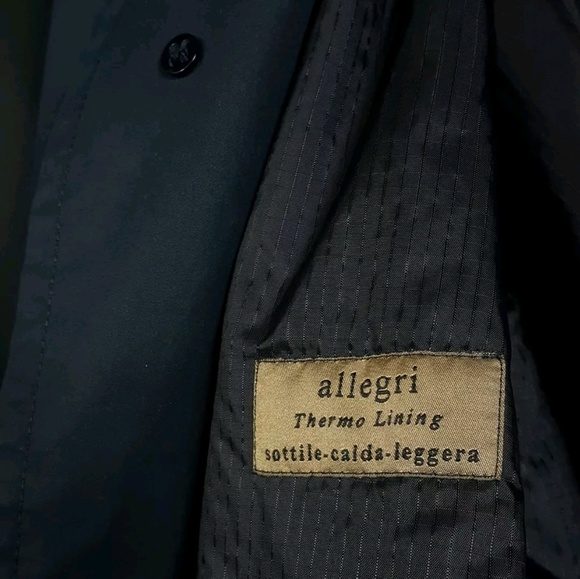 allegri
Thermo Lining
sottile-calda-leggera